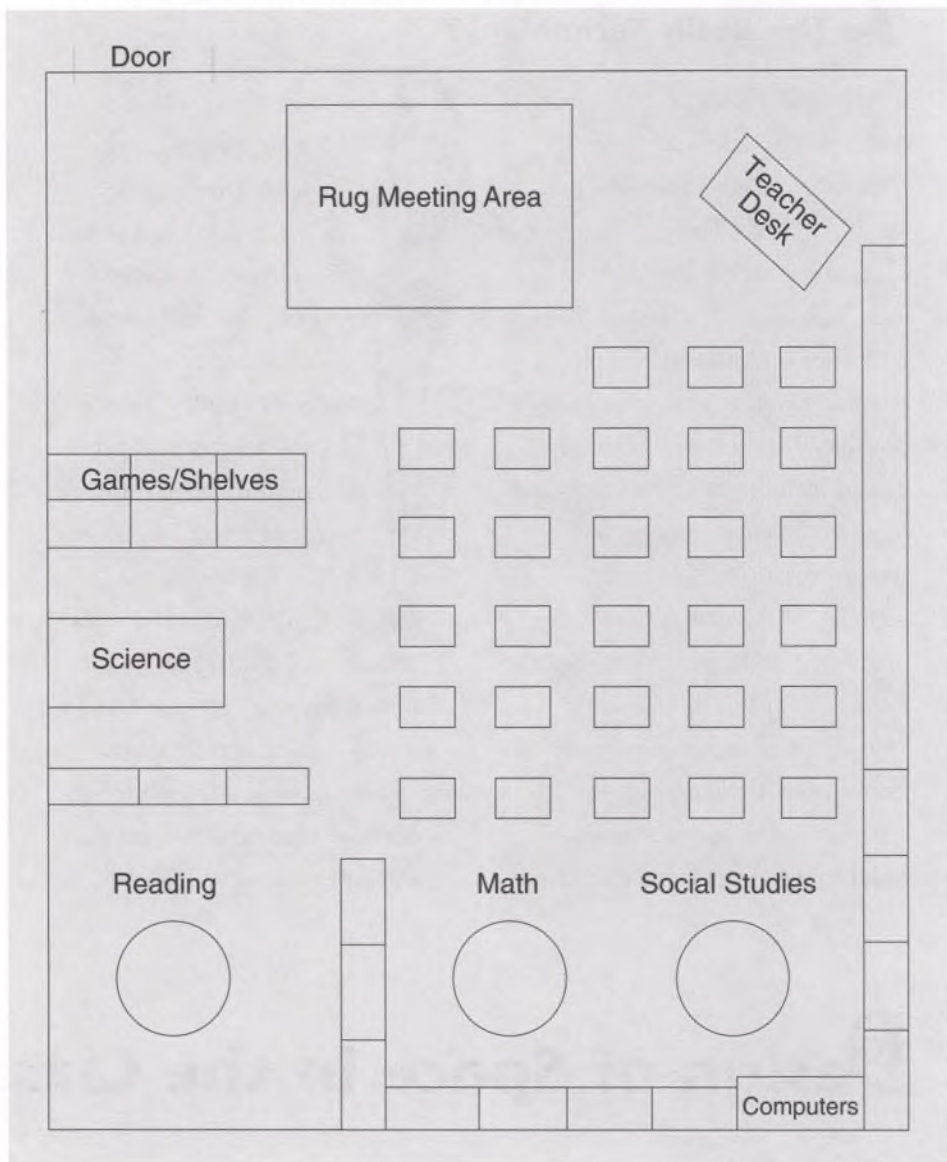 Door
Rug Meeting Area
Teacher
Desk
Games/Shelves
Science
Reading
Math
Social Studies
Computers